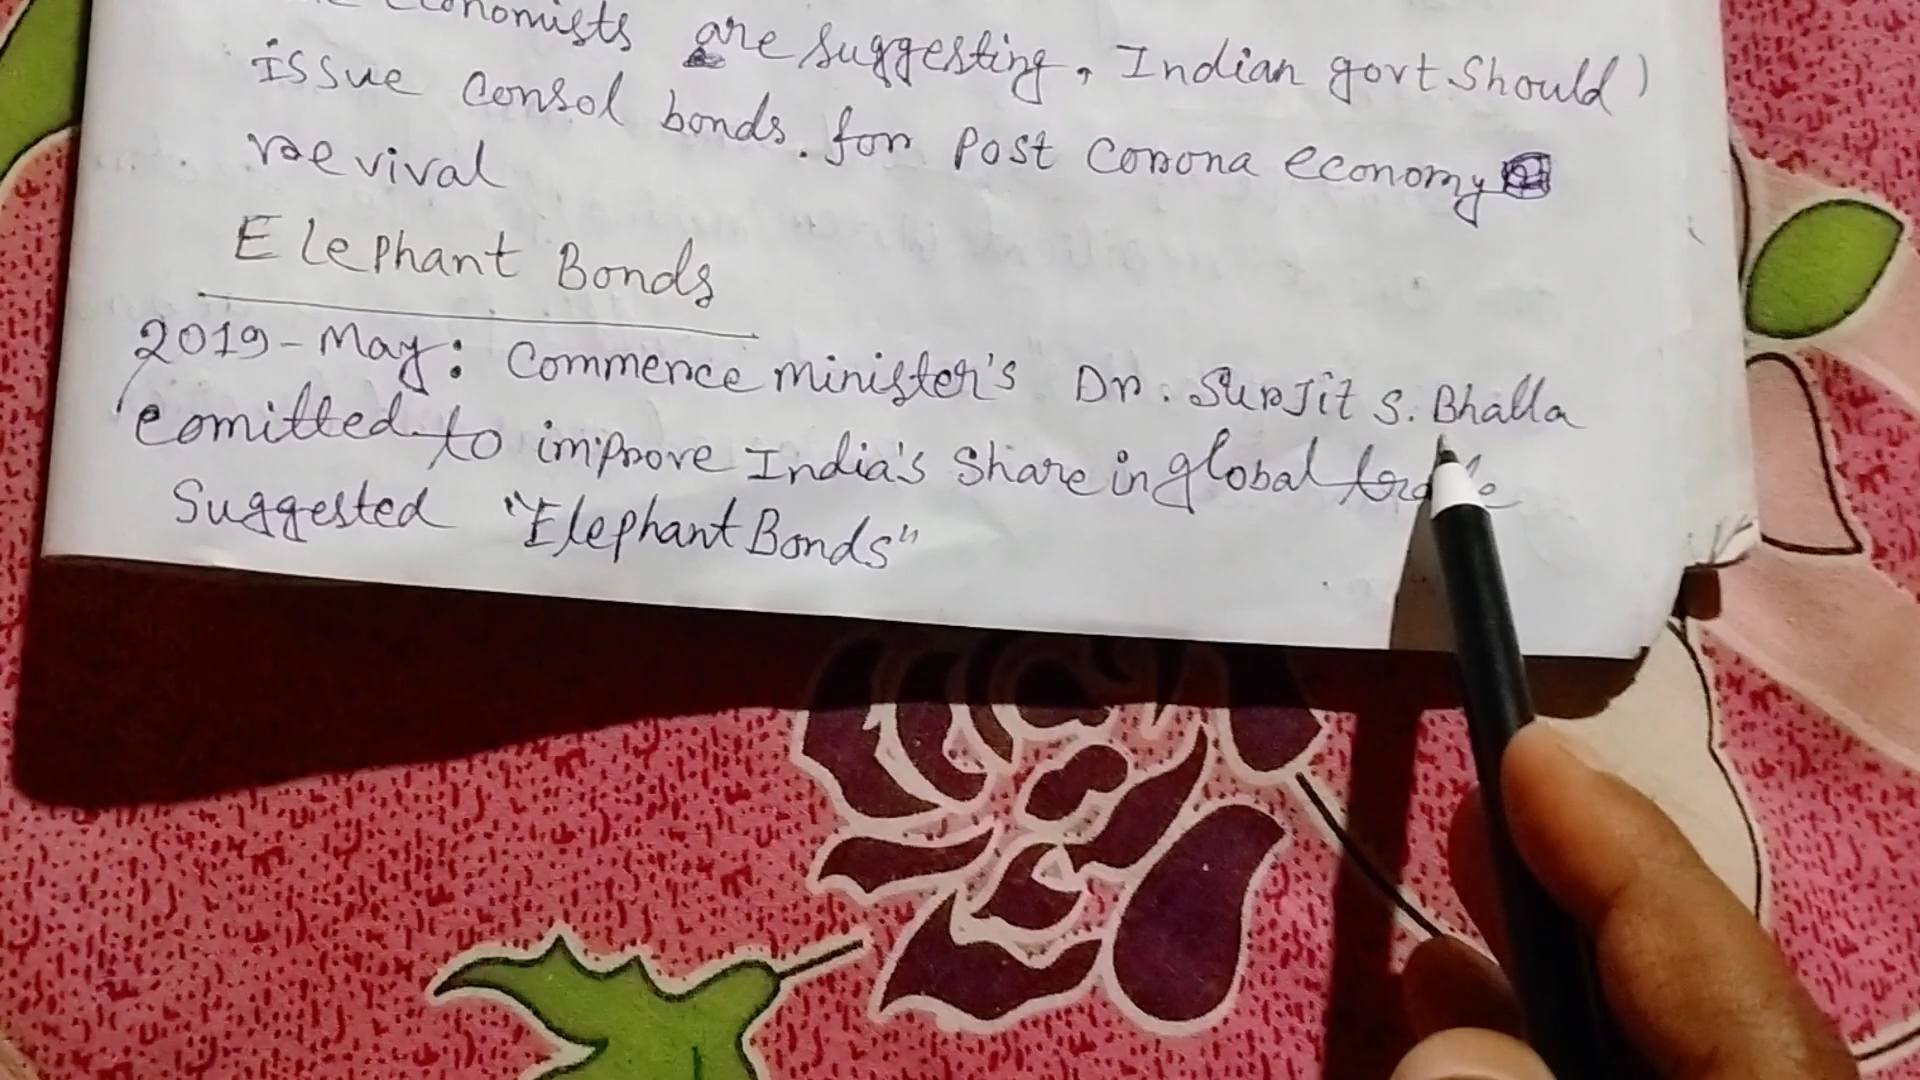 economists are suggesting, Indian govt. should)
issue consol bonds. for post corona economy
revival
Elephant Bonds
2019 - May: Commerce minister's Dr. Surjit S. Bhalla
comitted to improve India's share in global trade
Suggested "Elephant Bonds"